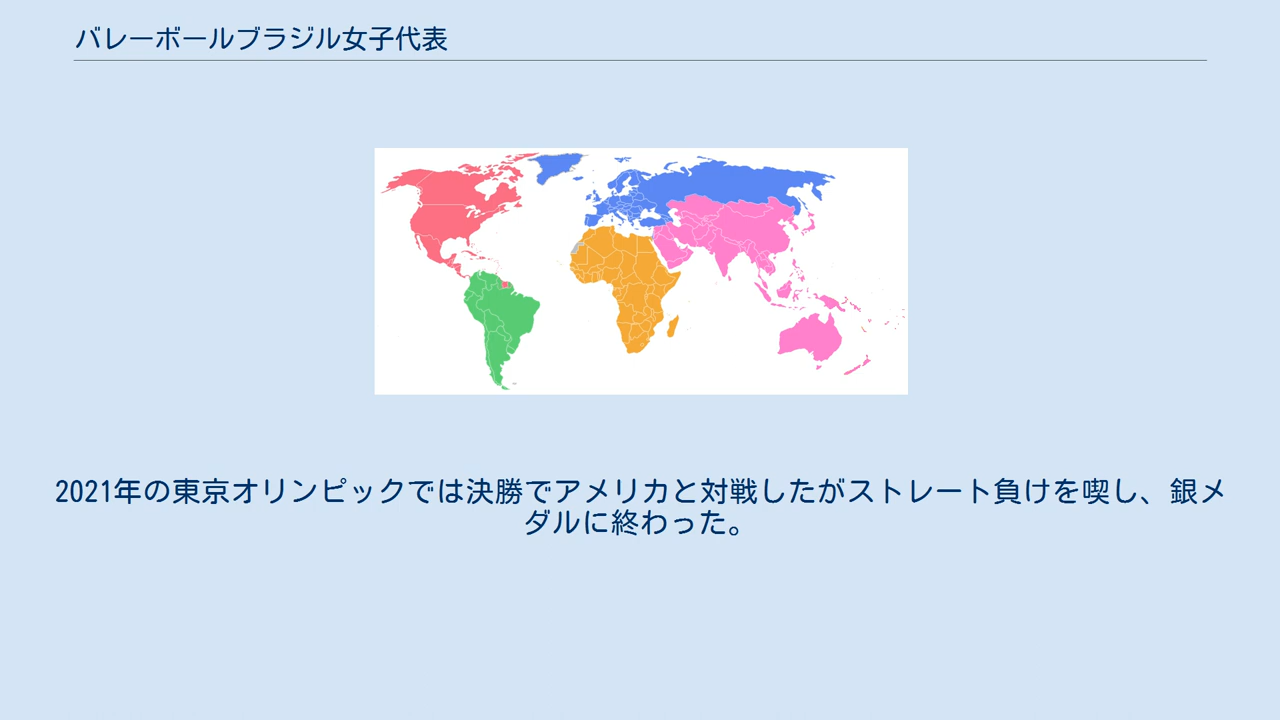 バレーボールブラジル女子代表
2021年の東京オリンピックでは決勝でアメリカと対戦したがストレート負けを喫し、銀メ
ダルに終わった。